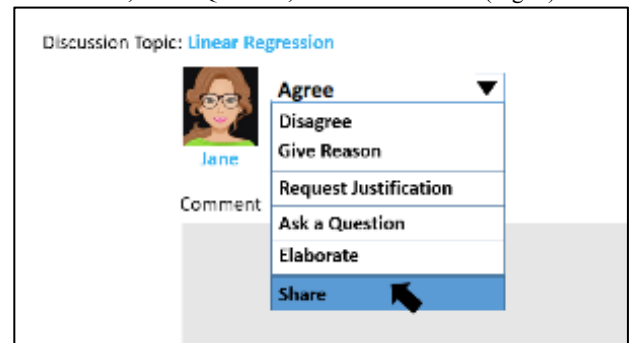 Discussion Topic: Linear Regression
Agree
Disagree
Give Reason
Jane
Request Justification
Comment
Ask a Question
Elaborate
Share